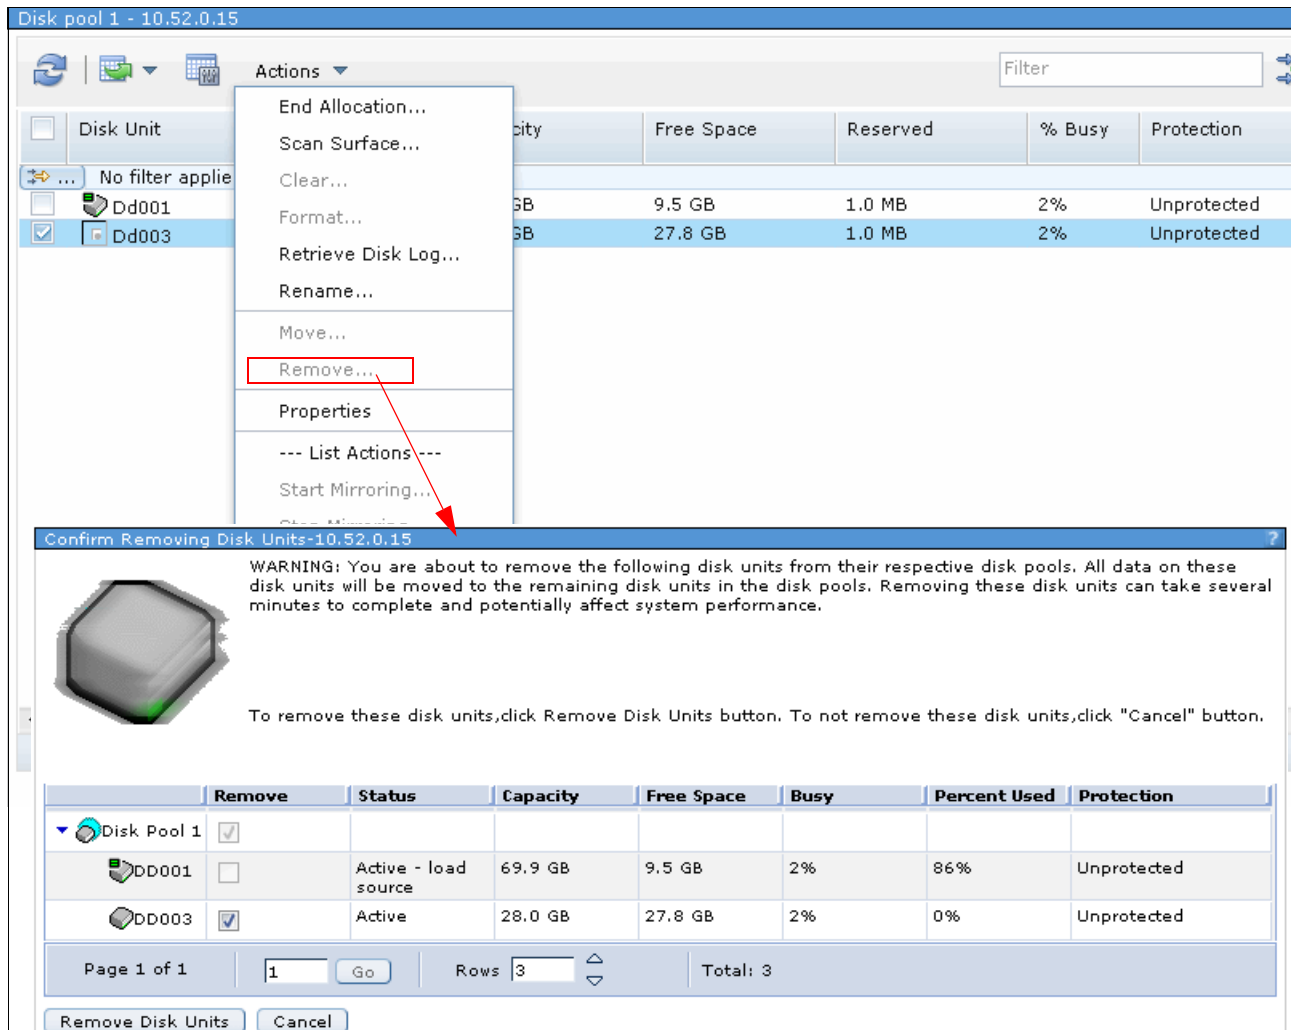 Disk pool 1 - 10.52.0.15
Actions
Filter
End Allocation...
Disk Unit
city
Free Space
Reserved
% Busy
Protection
Scan Surface...
... No filter applie
Clear...
Dd001
GB
9.5 GB
1.0 MB
2%
Unprotected
Format...
Dd003
GB
27.8 GB
1.0 MB
2%
Unprotected
Retrieve Disk Log...
Rename...
Move...
Remove...
Properties
--- List Actions ---
Start Mirroring...
Confirm Removing Disk Units-10.52.0.15
?
WARNING: You are about to remove the following disk units from their respective disk pools. All data on these
disk units will be moved to the remaining disk units in the disk pools. Removing these disk units can take several
minutes to complete and potentially affect system performance.
To remove these disk units,click Remove Disk Units button. To not remove these disk units,click "Cancel" button.
Remove
Status
Capacity
Free Space
Busy
Percent Used
Protection
Disk Pool 1
DD001
Active - load
source
69.9 GB
9.5 GB
2%
86%
Unprotected
DD003
Active
28.0 GB
27.8 GB
2%
0%
Unprotected
Page 1 of 1
1
Go
Rows
3
Total: 3
Remove Disk Units
Cancel